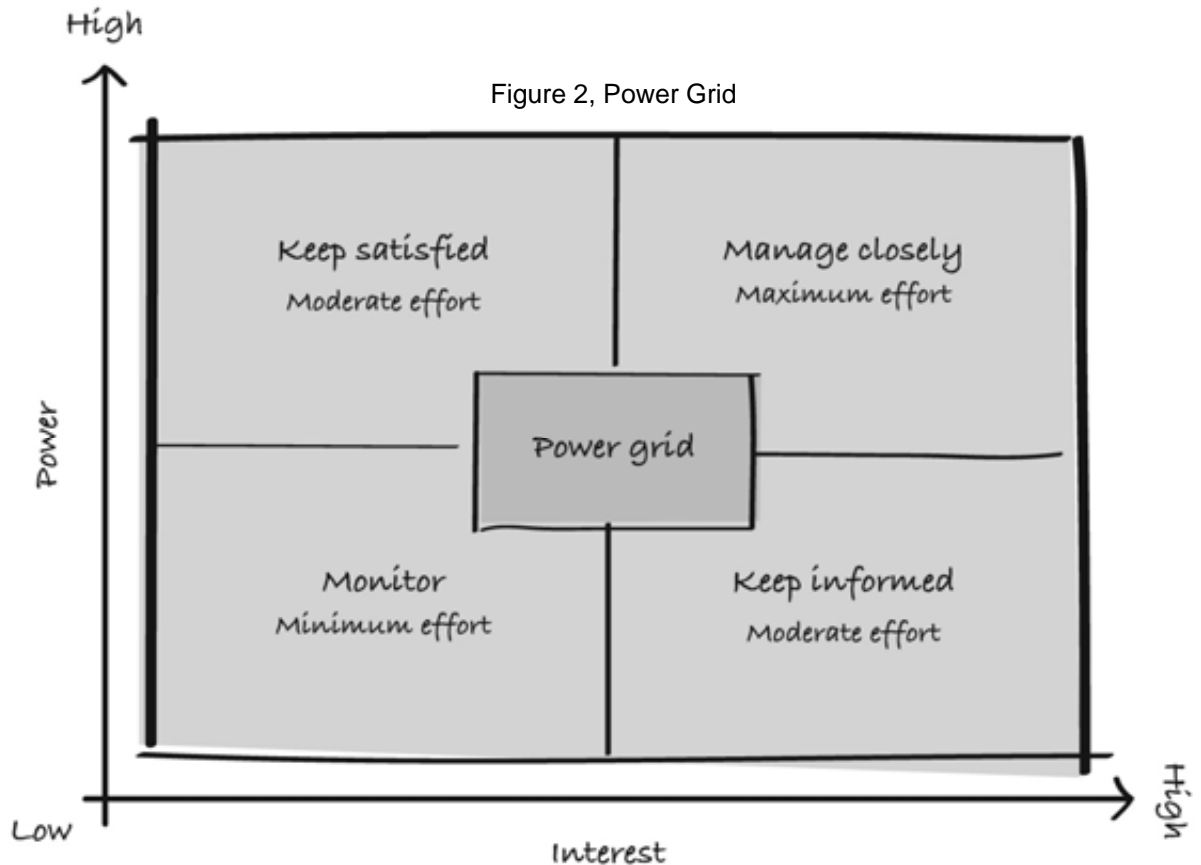 High
Figure 2, Power Grid
Keep satisfied
Moderate effort
Manage closely
Maximum effort
Power
Power grid
Monitor
Minimum effort
Keep informed
Moderate effort
Low
Interest
High